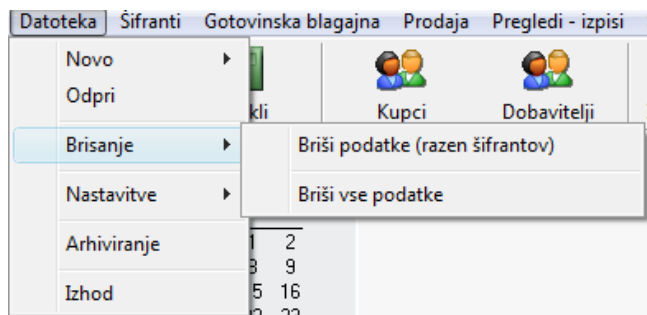 Datoteka Šifranti Gotovinska blagajna Prodaja Pregledi - izpisi
Novo
Odpri
kli Kupci Dobavitelji
Brisanje Briši podatke (razen šifrantov)
Nastavitve Briši vse podatke
Arhiviranje 1 2
9
Izhod 5 16